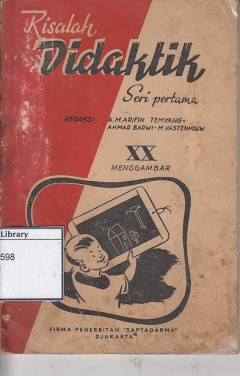 Risalah
Didaktik
Seri pertama
REDAKSI: A.M. ARIFIN TEMYANG-
AHMAD BADWI-M. VASTENHOUW
XX
MENGGAMBAR
Library
598
FIRMA PENERBITAN "SAPTADARMA"
DJAKARTA